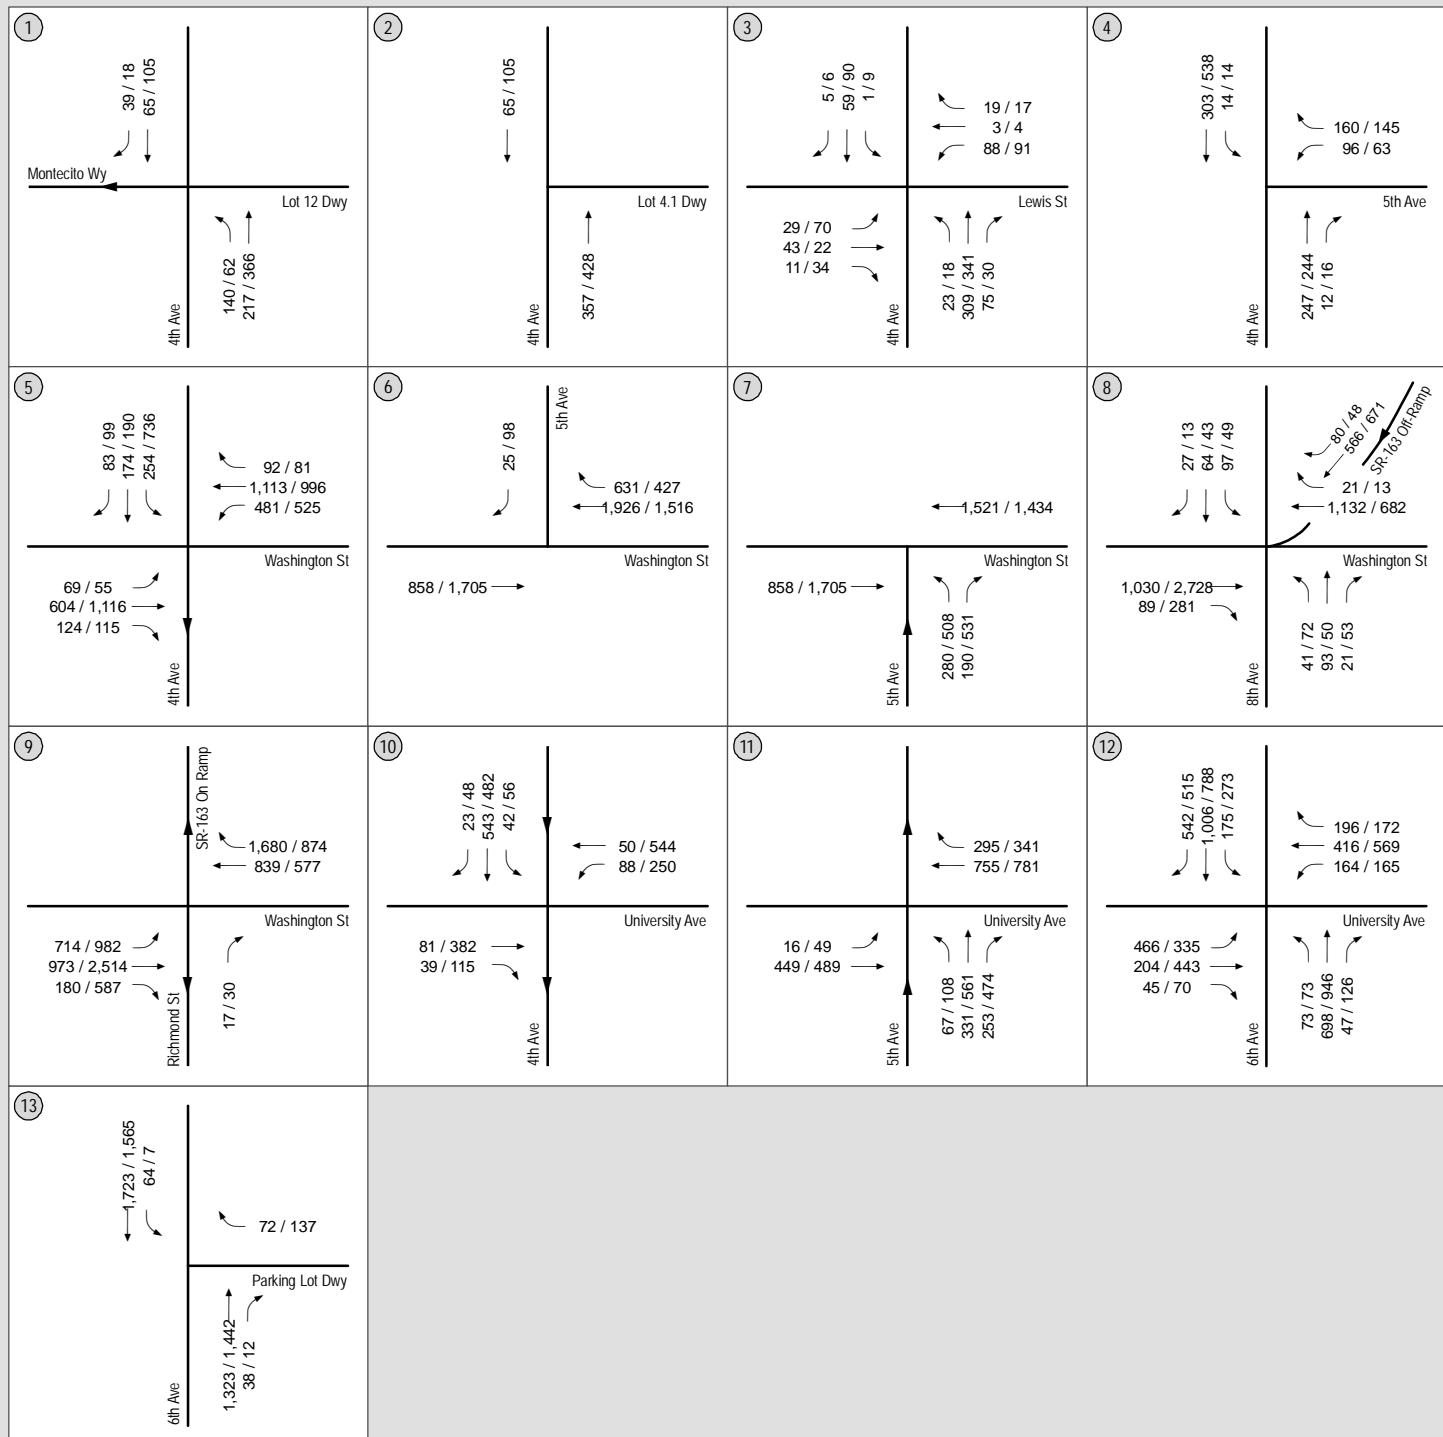 1
39 / 18
65 / 105
Montecito Wy
Lot 12 Dwy
140 / 62
217 / 366
4th Ave
2
65 / 105
Lot 4.1 Dwy
357 / 428
4th Ave
3
5 / 6
59 / 90
1 / 9
19 / 17
3 / 4
88 / 91
Lewis St
29 / 70
43 / 22
11 / 34
23 / 18
309 / 341
75 / 30
4th Ave
4
303 / 538
14 / 14
160 / 145
96 / 63
5th Ave
247 / 244
12 / 16
4th Ave
5
83 / 99
174 / 190
254 / 736
92 / 81
1,113 / 996
481 / 525
Washington St
69 / 55
604 / 1,116
124 / 115
4th Ave
6
5th Ave
25 / 98
631 / 427
1,926 / 1,516
Washington St
858 / 1,705
7
1,521 / 1,434
Washington St
858 / 1,705
280 / 508
190 / 531
5th Ave
8
27 / 13
64 / 43
97 / 49
80 / 48
566 / 671
SR-163 Off-Ramp
21 / 13
1,132 / 682
Washington St
1,030 / 2,728
89 / 281
41 / 72
93 / 50
21 / 53
8th Ave
9
SR-163 On Ramp
1,680 / 874
839 / 577
Washington St
714 / 982
973 / 2,514
180 / 587
17 / 30
Richmond St
10
23 / 48
543 / 482
42 / 56
50 / 544
88 / 250
University Ave
81 / 382
39 / 115
4th Ave
11
295 / 341
755 / 781
University Ave
16 / 49
449 / 489
67 / 108
331 / 561
253 / 474
5th Ave
12
542 / 515
1,006 / 788
175 / 273
196 / 172
416 / 569
164 / 165
University Ave
466 / 335
204 / 443
45 / 70
73 / 73
698 / 946
47 / 126
6th Ave
13
1,723 / 1,565
64 / 7
72 / 137
Parking Lot Dwy
1,323 / 1,442
38 / 12
6th Ave